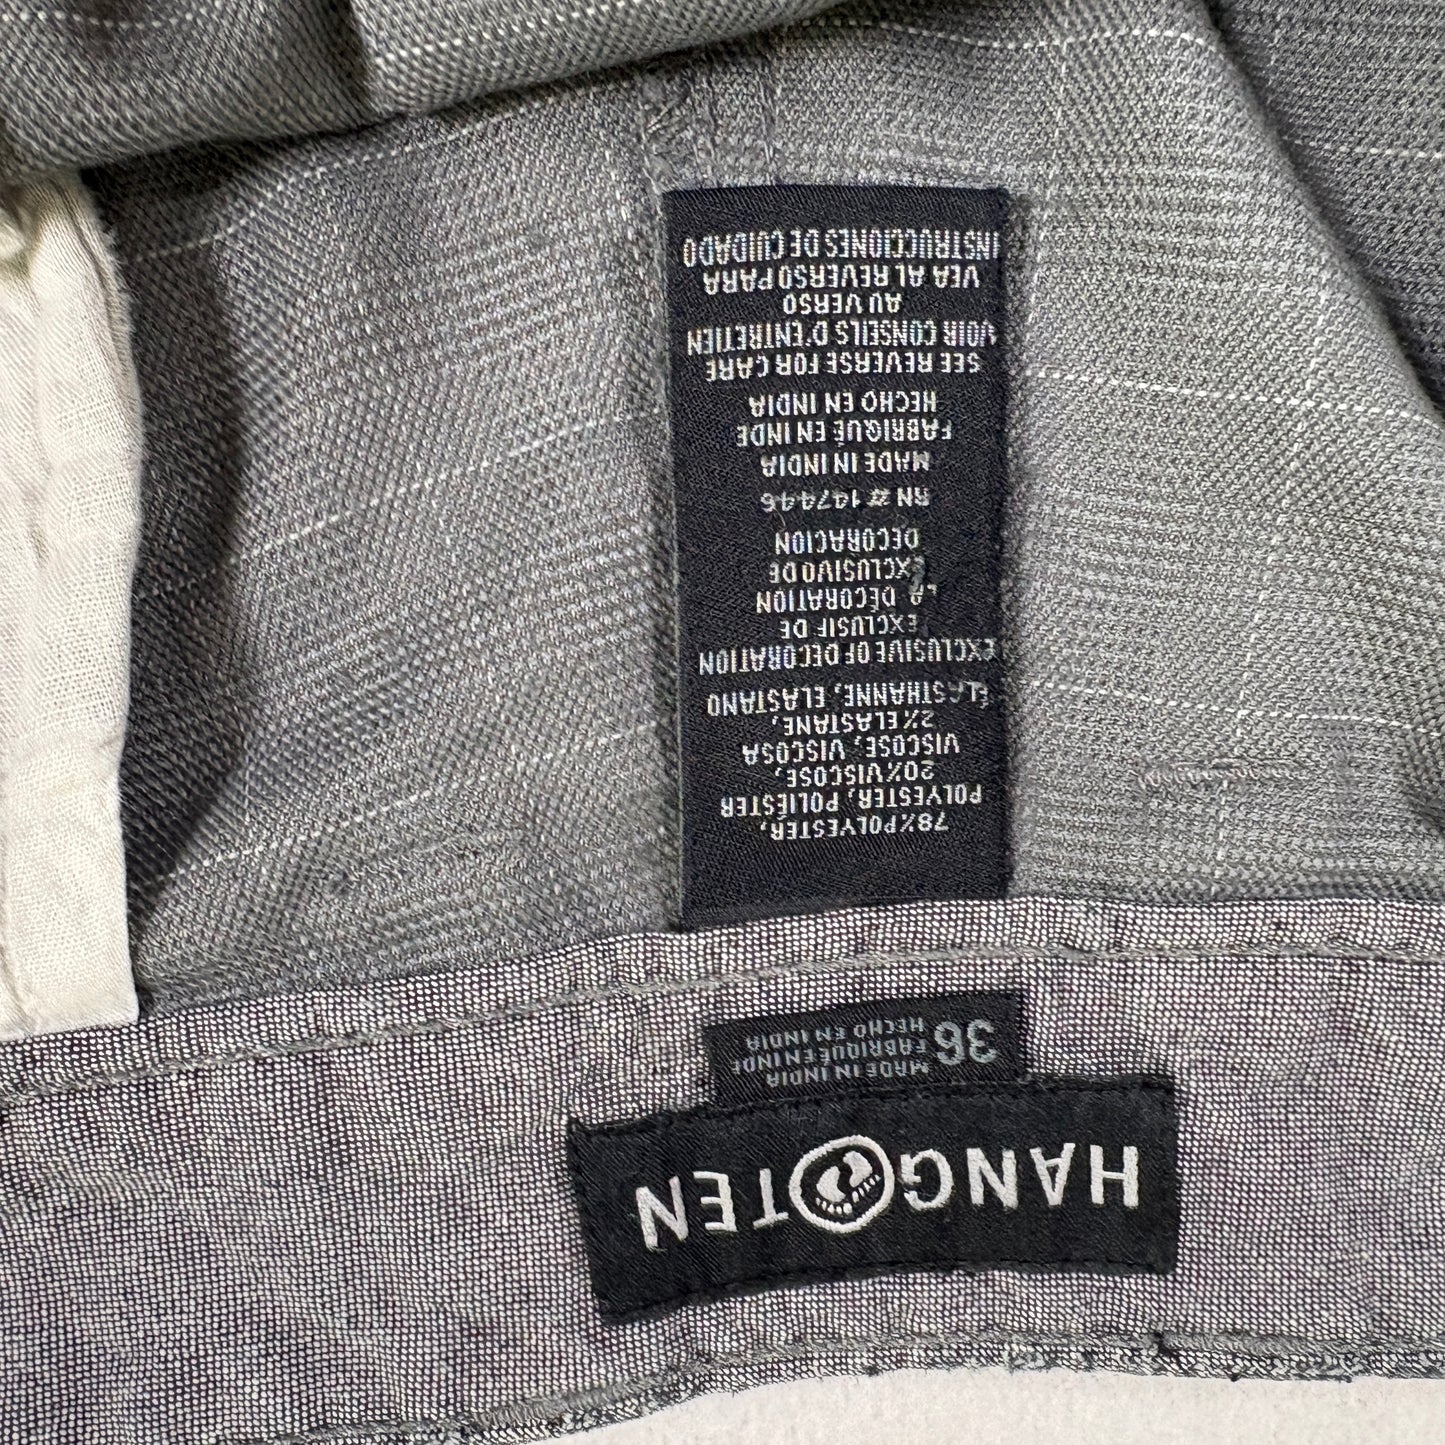 HANG TEN
36
MADE IN INDIA
FABRIQUÉ EN INDE
HECHO EN INDIA
78% POLYESTER,
POLYESTER, POLIÉSTER
20% VISCOSE,
VISCOSE, VISCOSA
2% ELASTANE,
ÉLASTHANNE, ELASTANO
EXCLUSIVE OF DECORATION
EXCLUSIF DE
LA DÉCORATION
EXCLUSIVO DE
DECORACION
RN # 147446
MADE IN INDIA
FABRIQUÉ EN INDE
HECHO EN INDIA
SEE REVERSE FOR CARE
VOIR CONSEILS D'ENTRETIEN
AU VERSO
VEA AL REVERSO PARA
INSTRUCCIONES DE CUIDADO